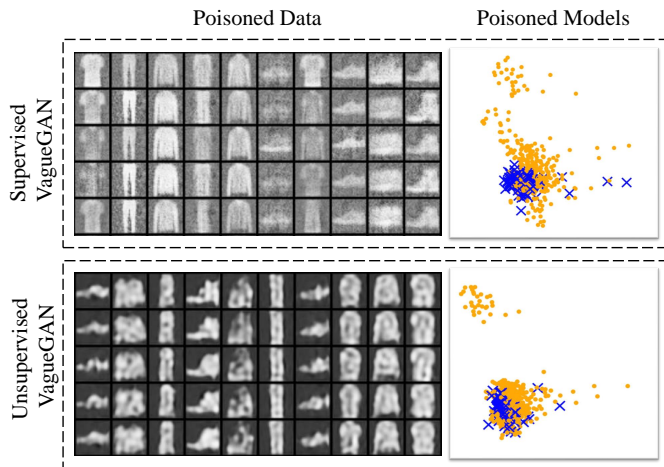 Poisoned Data
Poisoned Models
Supervised
VagueGAN
Unsupervised
VagueGAN